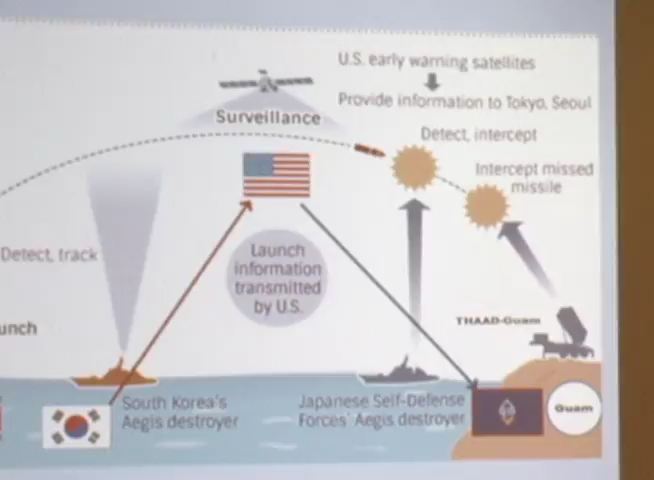 U.S. early warning satellites
Provide information to Tokyo, Seoul
Surveillance
Detect, intercept
Intercept missed
missile
Detect, track
Launch
information
transmitted
by U.S.
THAAD-Guam
unch
South Korea's
Aegis destroyer
Japanese Self-Defense
Forces' Aegis destroyer
Guam